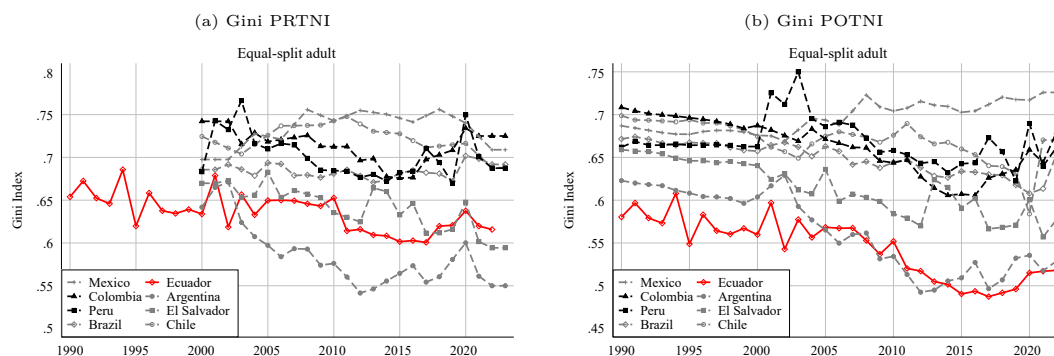 (a) Gini PRTNI
Equal-split adult
Gini Index
.8
.75
.7
.65
.6
.55
.5
Mexico
Ecuador
Colombia
Argentina
Peru
El Salvador
Brazil
Chile
1990 1995 2000 2005 2010 2015 2020
(b) Gini POTNI
Equal-split adult
Gini Index
.75
.7
.65
.6
.55
.5
.45
Mexico
Ecuador
Colombia
Argentina
Peru
El Salvador
Brazil
Chile
1990 1995 2000 2005 2010 2015 2020